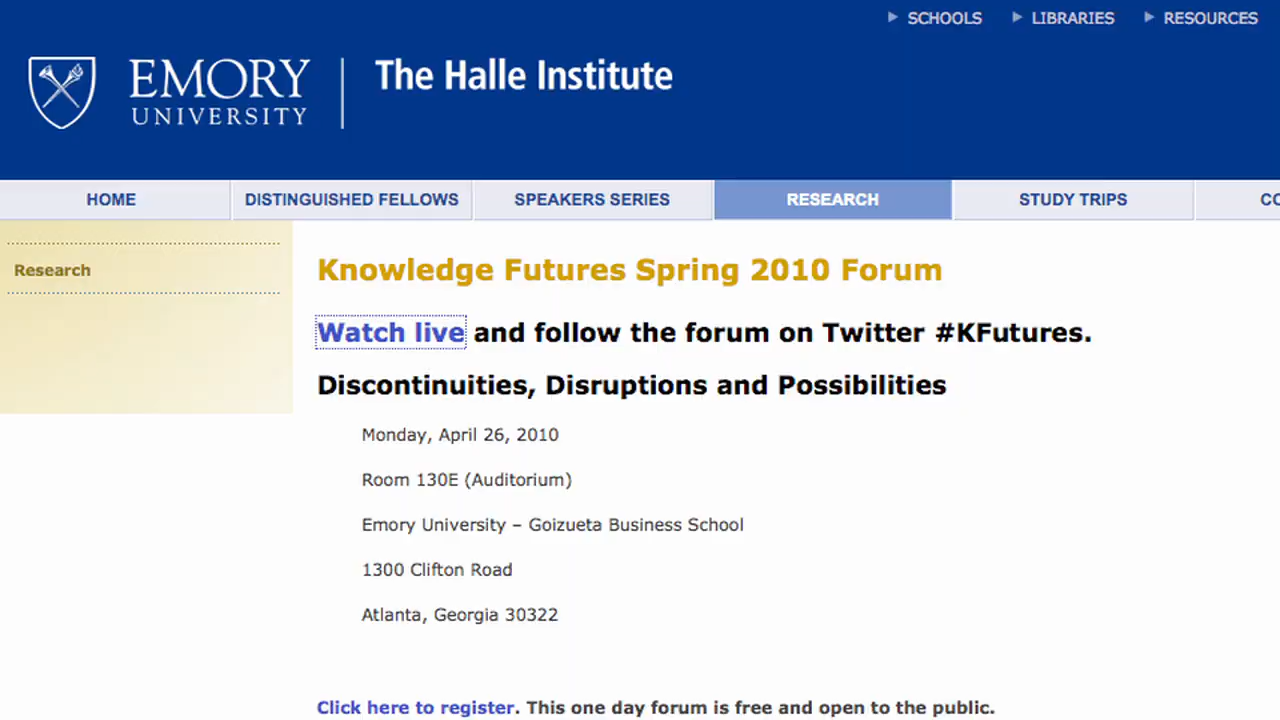 SCHOOLS LIBRARIES RESOURCES
EMORY
UNIVERSITY
The Halle Institute
HOME DISTINGUISHED FELLOWS SPEAKERS SERIES RESEARCH STUDY TRIPS CO
Research
Knowledge Futures Spring 2010 Forum
Watch live and follow the forum on Twitter #KFutures.
Discontinuities, Disruptions and Possibilities
Monday, April 26, 2010
Room 130E (Auditorium)
Emory University – Goizueta Business School
1300 Clifton Road
Atlanta, Georgia 30322
Click here to register. This one day forum is free and open to the public.